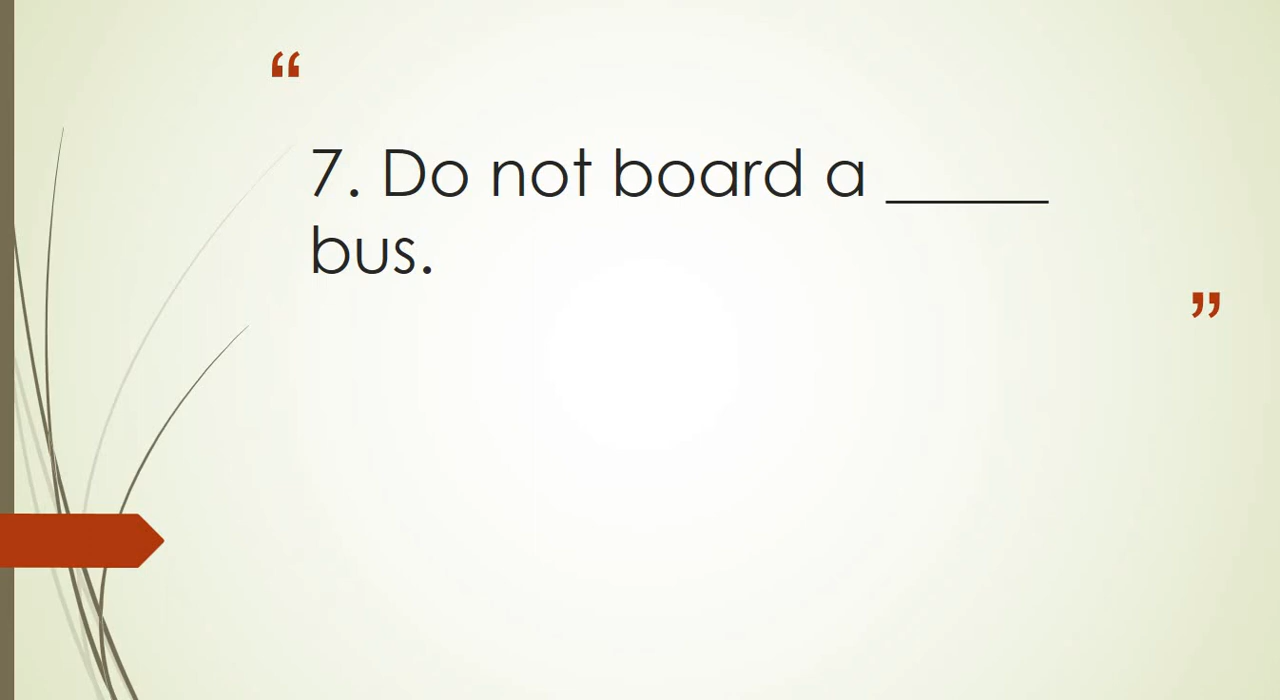 “
7. Do not board a _____
bus.
”